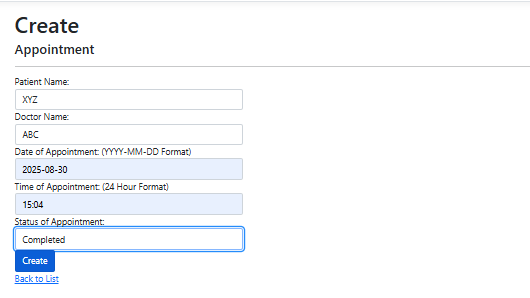 Create
Appointment
Patient Name:
XYZ
Doctor Name:
ABC
Date of Appointment: (YYYY-MM-DD Format)
2025-08-30
Time of Appointment: (24 Hour Format)
15:04
Status of Appointment:
Completed
Create
Back to List